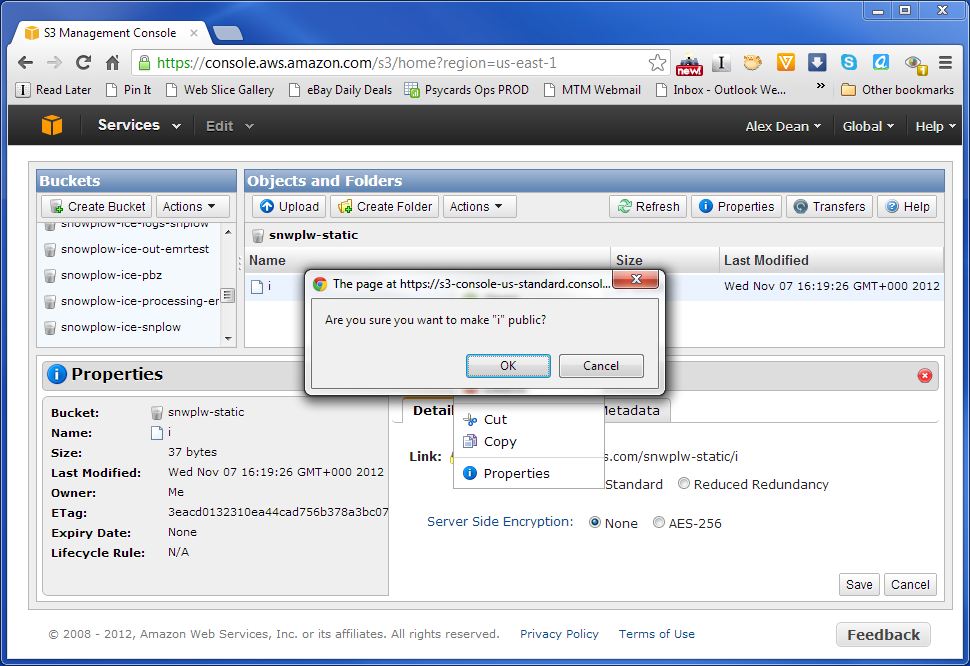 S3 Management Console
https://console.aws.amazon.com/s3/home?region=us-east-1
new!
Read Later Pin It Web Slice Gallery eBay Daily Deals Psycards Ops PROD MTM Webmail Inbox - Outlook We... » Other bookmarks
Services Edit Alex Dean Global Help
Buckets Objects and Folders
Create Bucket Actions Upload Create Folder Actions Refresh Properties Transfers Help
snowplow-ice-logs-snplow
snowplow-ice-out-emrtest
snowplow-ice-pbz
snowplow-ice-processing-er
snowplow-ice-snplow
snwplw-static
Name Size Last Modified
i Wed Nov 07 16:19:26 GMT+000 2012
The page at https://s3-console-us-standard.consol...
Are you sure you want to make "i" public?
OK Cancel
Properties
Bucket: snwplw-static
Name: i
Size: 37 bytes
Last Modified: Wed Nov 07 16:19:26 GMT+000 2012
Owner: Me
ETag: 3eacd0132310ea44cad756b378a3bc07
Expiry Date: None
Lifecycle Rule: N/A
Detail Metadata
Cut
Copy
Properties
Link: s.com/snwplw-static/i
Standard Reduced Redundancy
Server Side Encryption: None AES-256
Save Cancel
© 2008 - 2012, Amazon Web Services, Inc. or its affiliates. All rights reserved. Privacy Policy Terms of Use Feedback